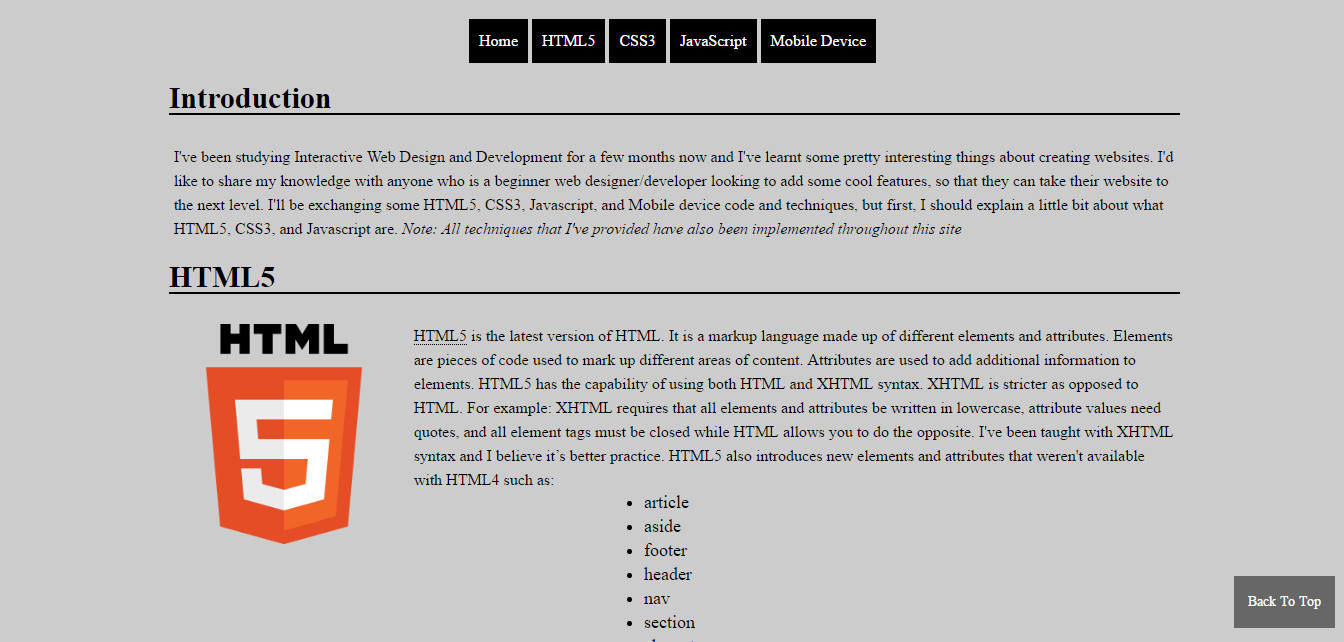 Home HTML5 CSS3 JavaScript Mobile Device
Introduction
I've been studying Interactive Web Design and Development for a few months now and I've learnt some pretty interesting things about creating websites. I'd
like to share my knowledge with anyone who is a beginner web designer/developer looking to add some cool features, so that they can take their website to
the next level. I'll be exchanging some HTML5, CSS3, Javascript, and Mobile device code and techniques, but first, I should explain a little bit about what
HTML5, CSS3, and Javascript are. Note: All techniques that I've provided have also been implemented throughout this site
HTML5
HTML
5
HTML5 is the latest version of HTML. It is a markup language made up of different elements and attributes. Elements
are pieces of code used to mark up different areas of content. Attributes are used to add additional information to
elements. HTML5 has the capability of using both HTML and XHTML syntax. XHTML is stricter as opposed to
HTML. For example: XHTML requires that all elements and attributes be written in lowercase, attribute values need
quotes, and all element tags must be closed while HTML allows you to do the opposite. I've been taught with XHTML
syntax and I believe it’s better practice. HTML5 also introduces new elements and attributes that weren't available
with HTML4 such as:
• article
• aside
• footer
• header
• nav
• section
Back To Top